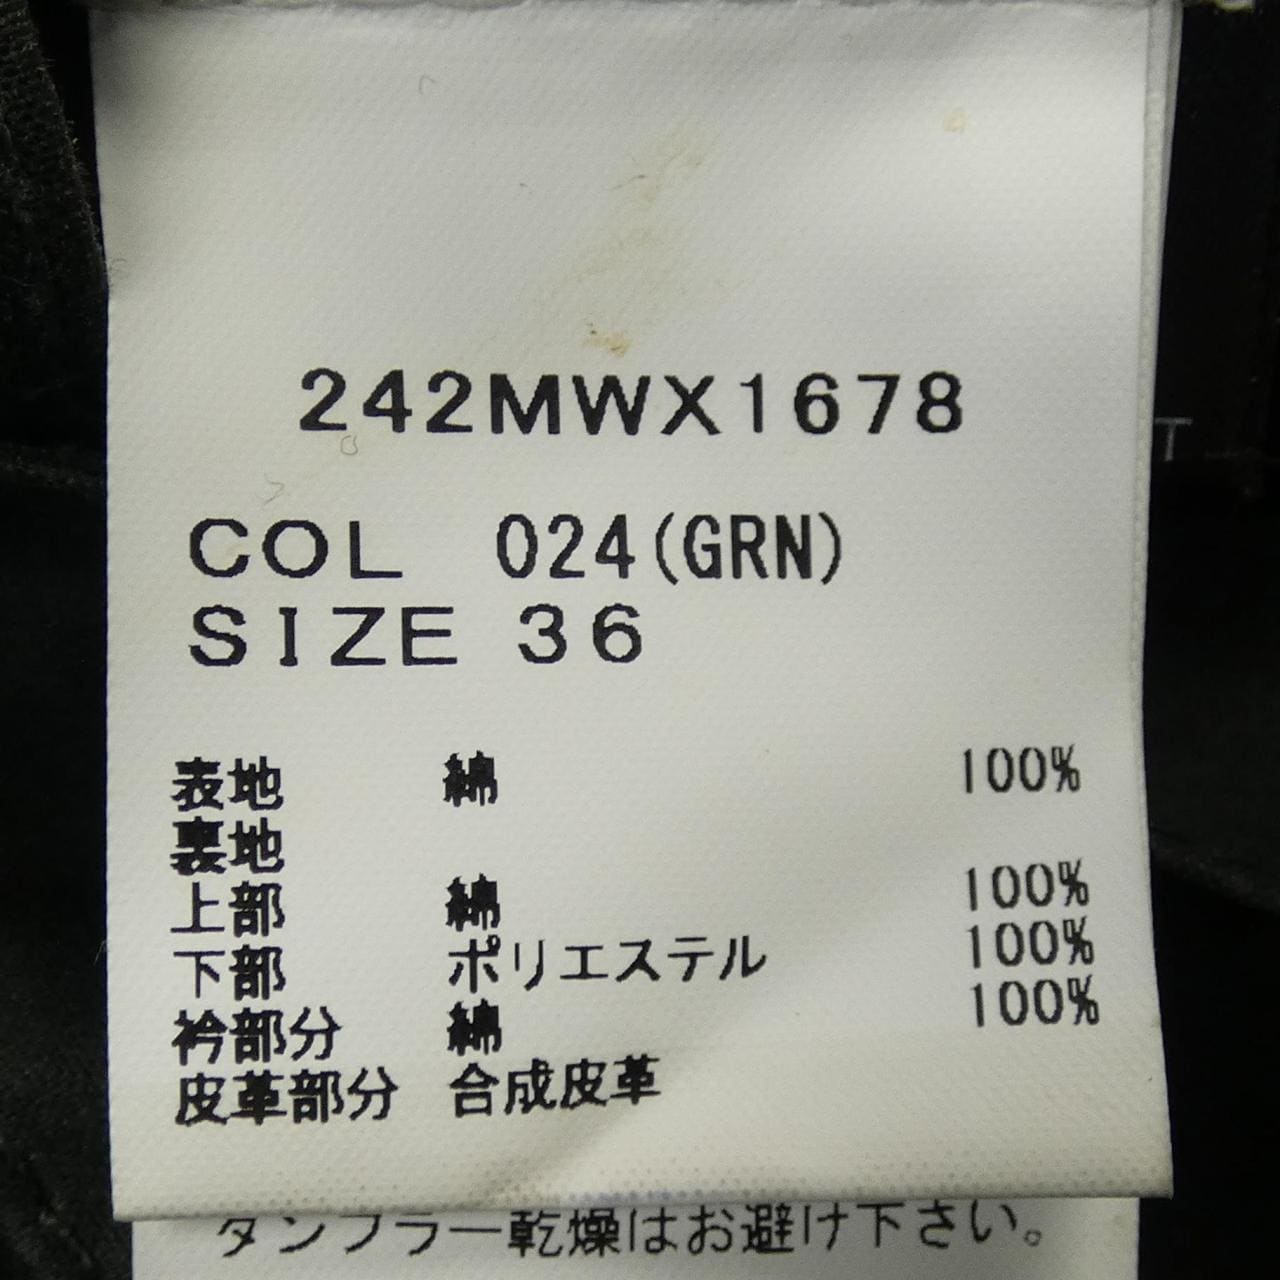 242MWX1678
COL 024(GRN)
SIZE 36
表地 綿 100%
裏地
上部 綿 100%
下部 ポリエステル 100%
衿部分 綿 100%
皮革部分 合成皮革
タンブラー乾燥はお避け下さい。
T